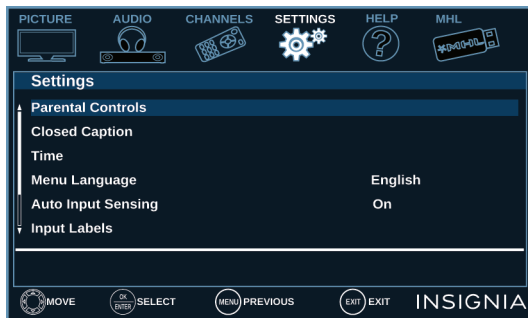 PICTURE AUDIO CHANNELS SETTINGS HELP MHL
MHL
Settings
Parental Controls
Closed Caption
Time
Menu Language English
Auto Input Sensing On
Input Labels
MOVE OK ENTER SELECT MENU PREVIOUS EXIT EXIT INSIGNIA